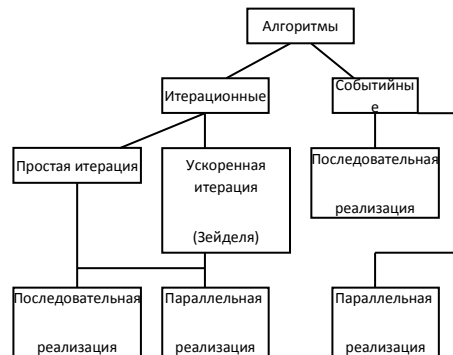 Алгоритмы
Итерационные
Событийны
е
Простая итерация
Ускоренная
итерация
(Зейделя)
Последовательная
реализация
Последовательная
реализация
Параллельная
реализация
Параллельная
реализация